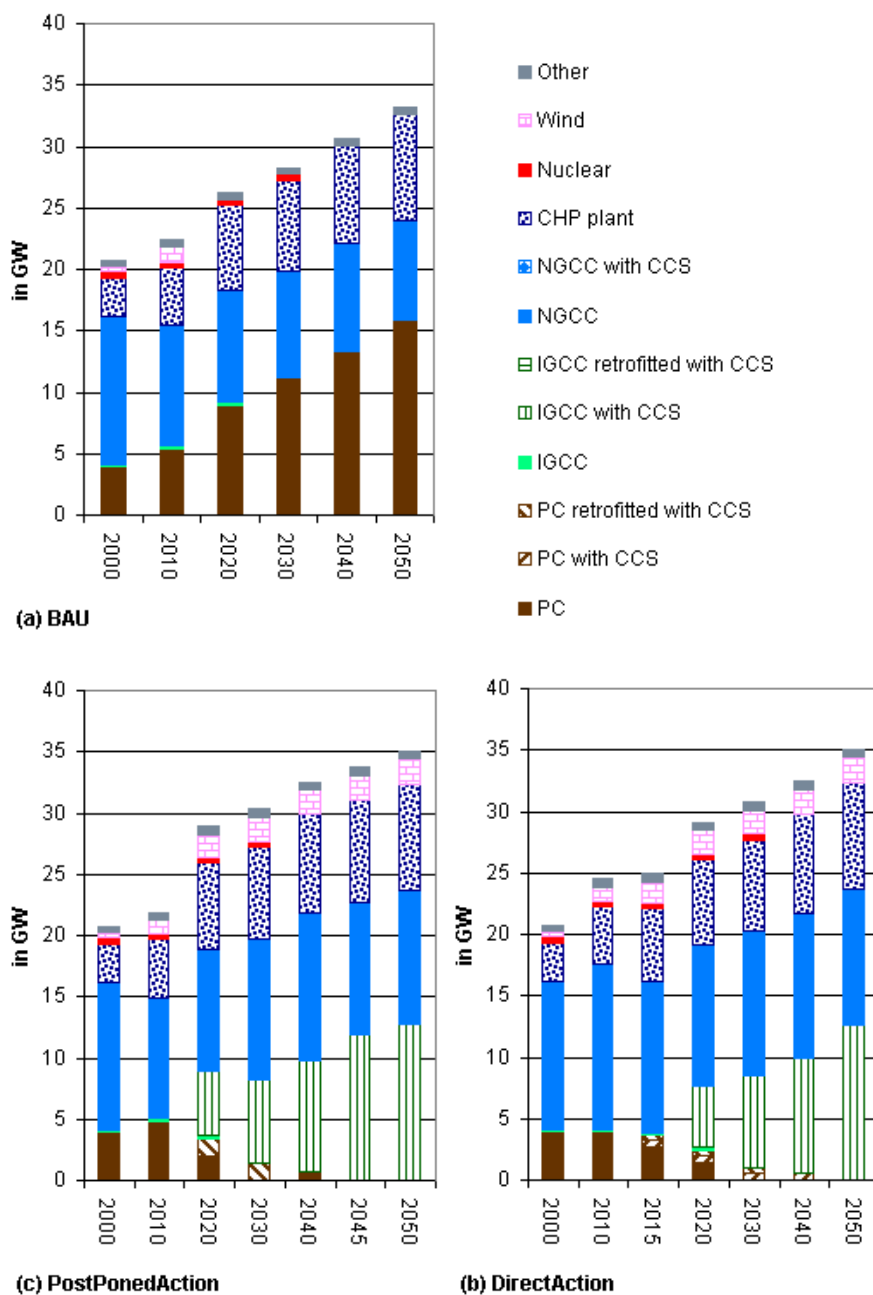 40
35
30
25
20
15
10
5
0
in GW
2000
2010
2020
2030
2040
2050
(a) BAU
Other
Wind
Nuclear
CHP plant
NGCC with CCS
NGCC
IGCC retrofitted with CCS
IGCC with CCS
IGCC
PC retrofitted with CCS
PC with CCS
PC
40
35
30
25
20
15
10
5
0
in GW
2000
2010
2020
2030
2040
2045
2050
(c) PostPonedAction
40
35
30
25
20
15
10
5
0
in GW
2000
2010
2015
2020
2030
2040
2050
(b) DirectAction